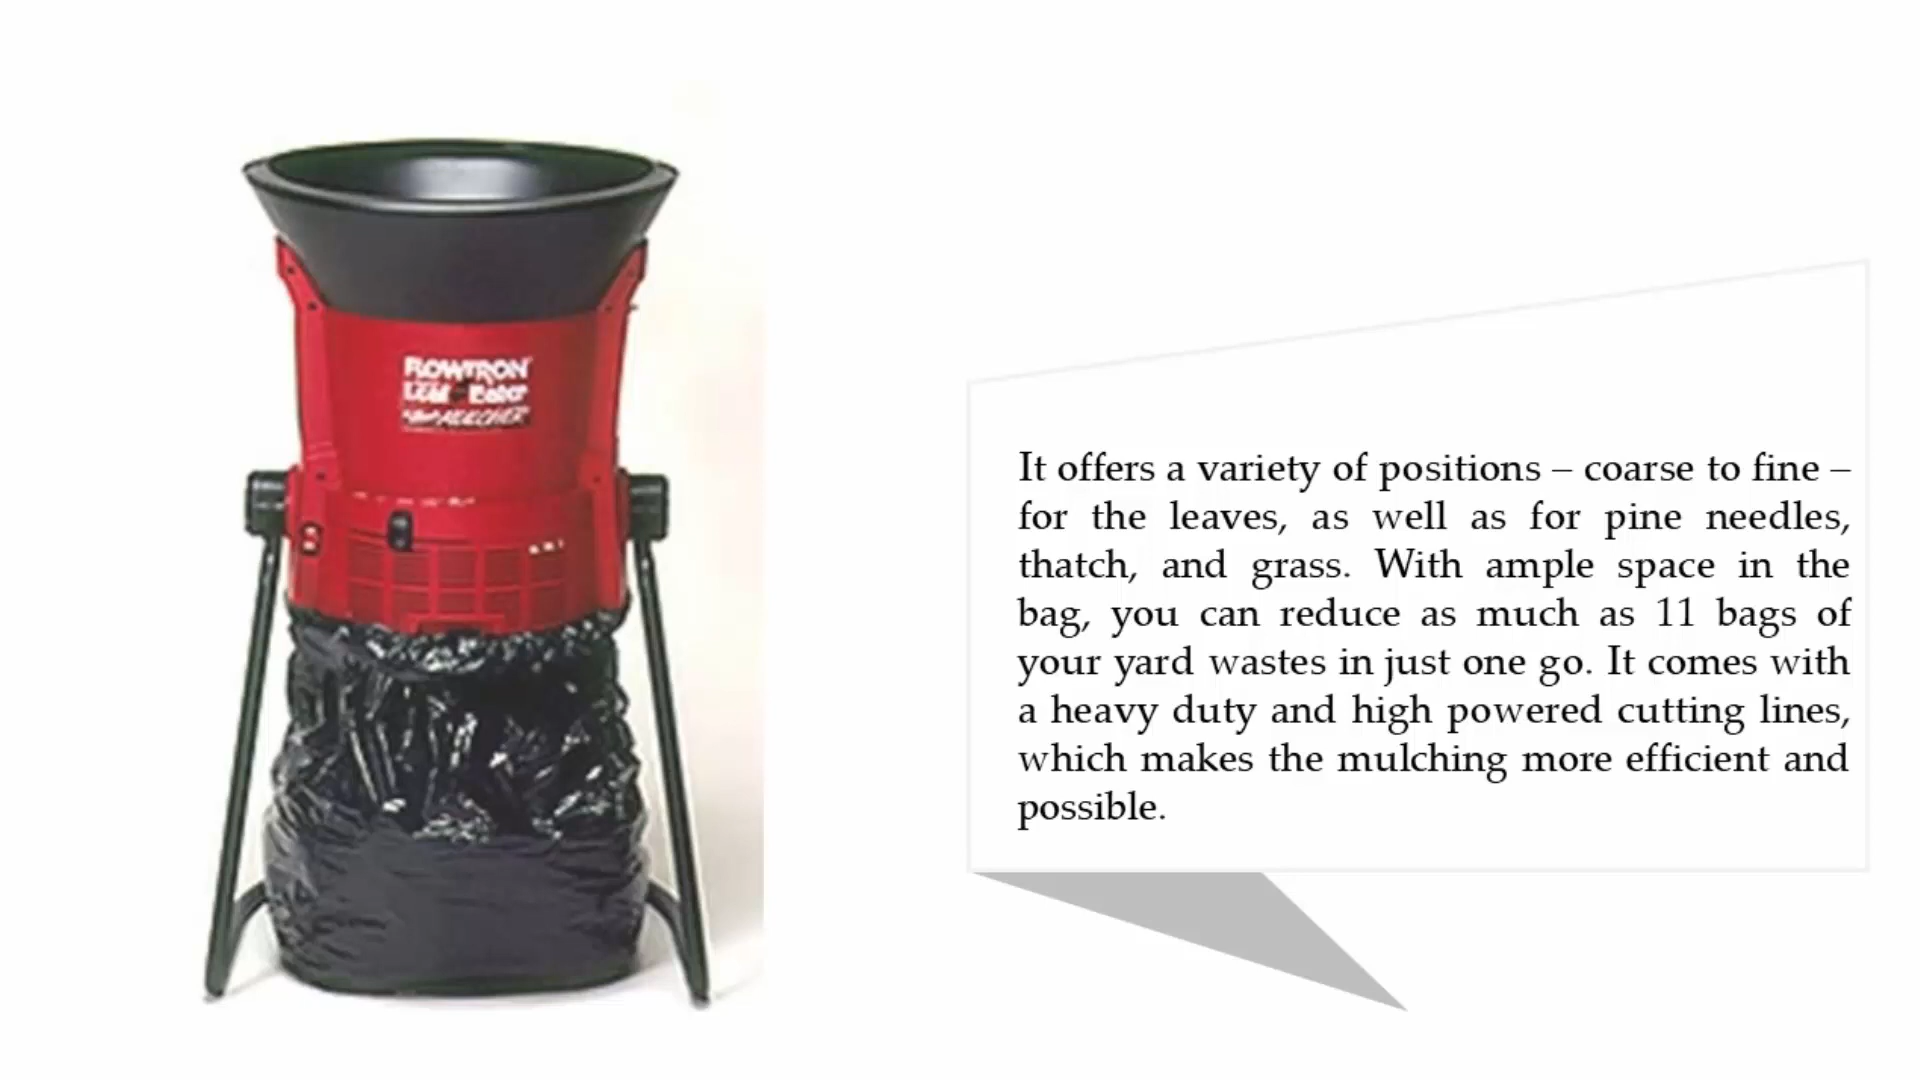 FLOWTRON
Leaf Eater
MULCHER
It offers a variety of positions – coarse to fine –
for the leaves, as well as for pine needles,
thatch, and grass. With ample space in the
bag, you can reduce as much as 11 bags of
your yard wastes in just one go. It comes with
a heavy duty and high powered cutting lines,
which makes the mulching more efficient and
possible.